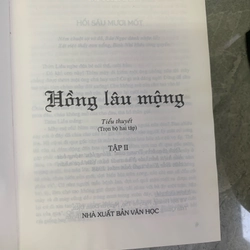 Hồng lâu mộng
Tiểu thuyết
(Trọn bộ hai tập)
TẬP II
NHÀ XUẤT BẢN VĂN HỌC